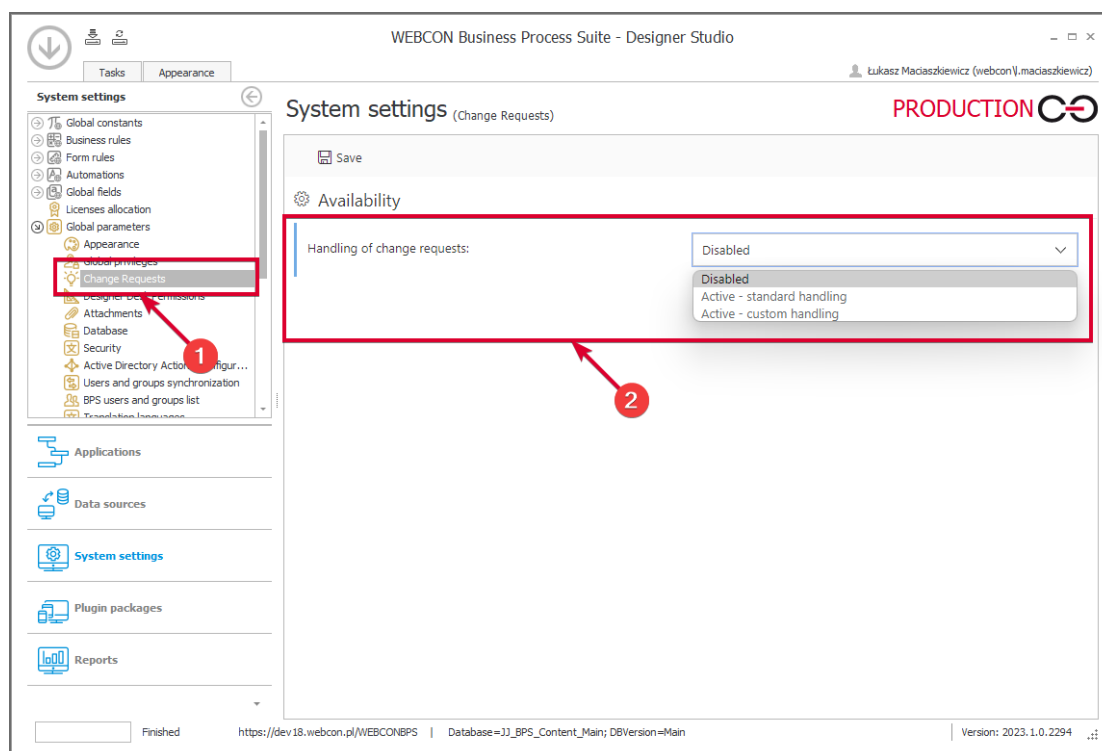 WEBCON Business Process Suite - Designer Studio
Tasks
Appearance
Łukasz Maciaszkiewicz (webcon\l.maciaszkiewicz)
System settings
Global constants
Business rules
Form rules
Automations
Global fields
Licenses allocation
Global parameters
Appearance
Global privileges
Change Requests
Designer Desk Permissions
Attachments
Database
Security
Active Directory Action
Users and groups synchronization
BPS users and groups list
Translation languages
Applications
Data sources
System settings
Plugin packages
Reports
System settings (Change Requests)
PRODUCTION
Save
Availability
Handling of change requests:
Disabled
Disabled
Active - standard handling
Active - custom handling
1
2
Finished
https://dev18.webcon.pl/WEBCONBPS | Database=JJ_BPS_Content_Main; DBVersion=Main
Version: 2023.1.0.2294